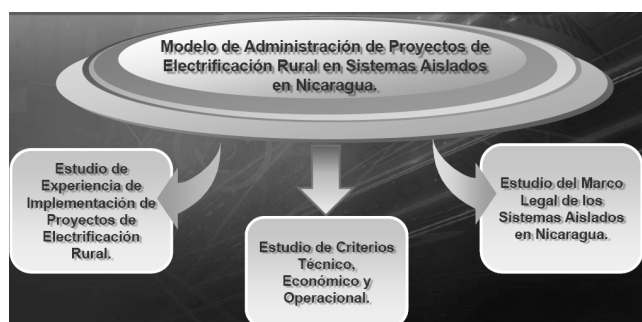 Modelo de Administración de Proyectos de
Electrificación Rural en Sistemas Aislados
en Nicaragua.
Estudio de
Experiencia de
Implementación de
Proyectos de
Electrificación
Rural.
Estudio de Criterios
Técnico,
Económico y
Operacional.
Estudio del Marco
Legal de los
Sistemas Aislados
en Nicaragua.